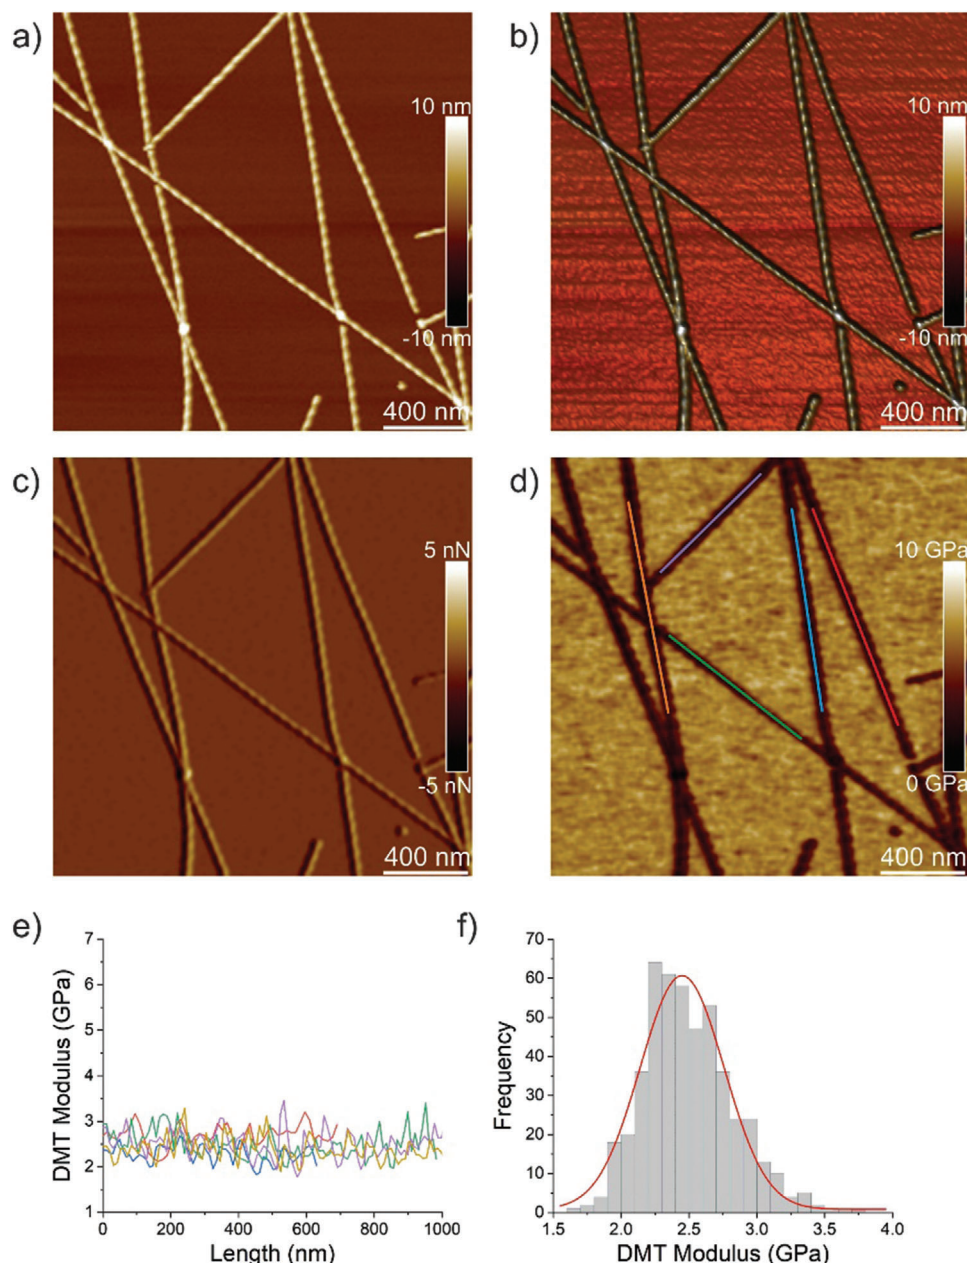 a)
10 nm
-10 nm
400 nm
b)
10 nm
-10 nm
400 nm
c)
5 nN
-5 nN
400 nm
d)
10 GPa
0 GPa
400 nm
e)
7
6
5
4
3
2
1
DMT Modulus (GPa)
0 200 400 600 800 1000
Length (nm)
f)
70
60
50
40
30
20
10
0
Frequency
1.5 2.0 2.5 3.0 3.5 4.0
DMT Modulus (GPa)